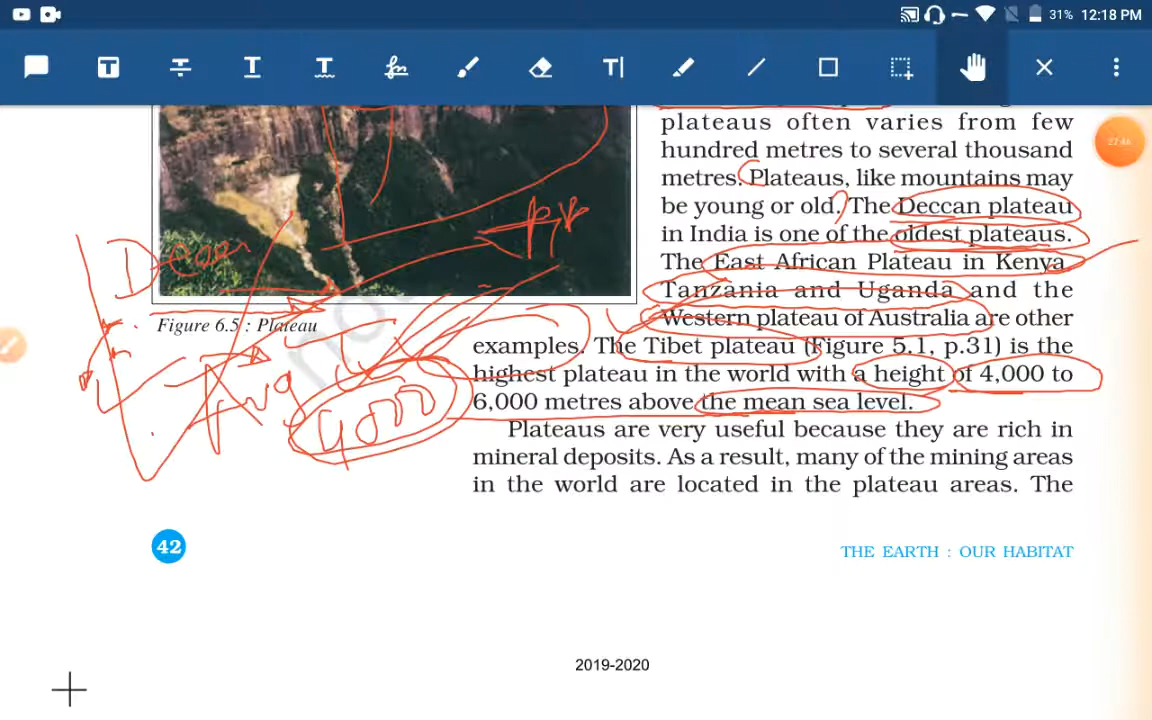 31% 12:18 PM
T T T T T|
27:46
plateaus often varies from few
hundred metres to several thousand
metres. Plateaus, like mountains may
be young or old. The Deccan plateau
in India is one of the oldest plateaus.
The East African Plateau in Kenya
Tanzania and Uganda and the
Western plateau of Australia are other
examples. The Tibet plateau (Figure 5.1, p.31) is the
highest plateau in the world with a height of 4,000 to
6,000 metres above the mean sea level.
Plateaus are very useful because they are rich in
mineral deposits. As a result, many of the mining areas
in the world are located in the plateau areas. The
Figure 6.5 : Plateau
4000
42
THE EARTH : OUR HABITAT
2019-2020